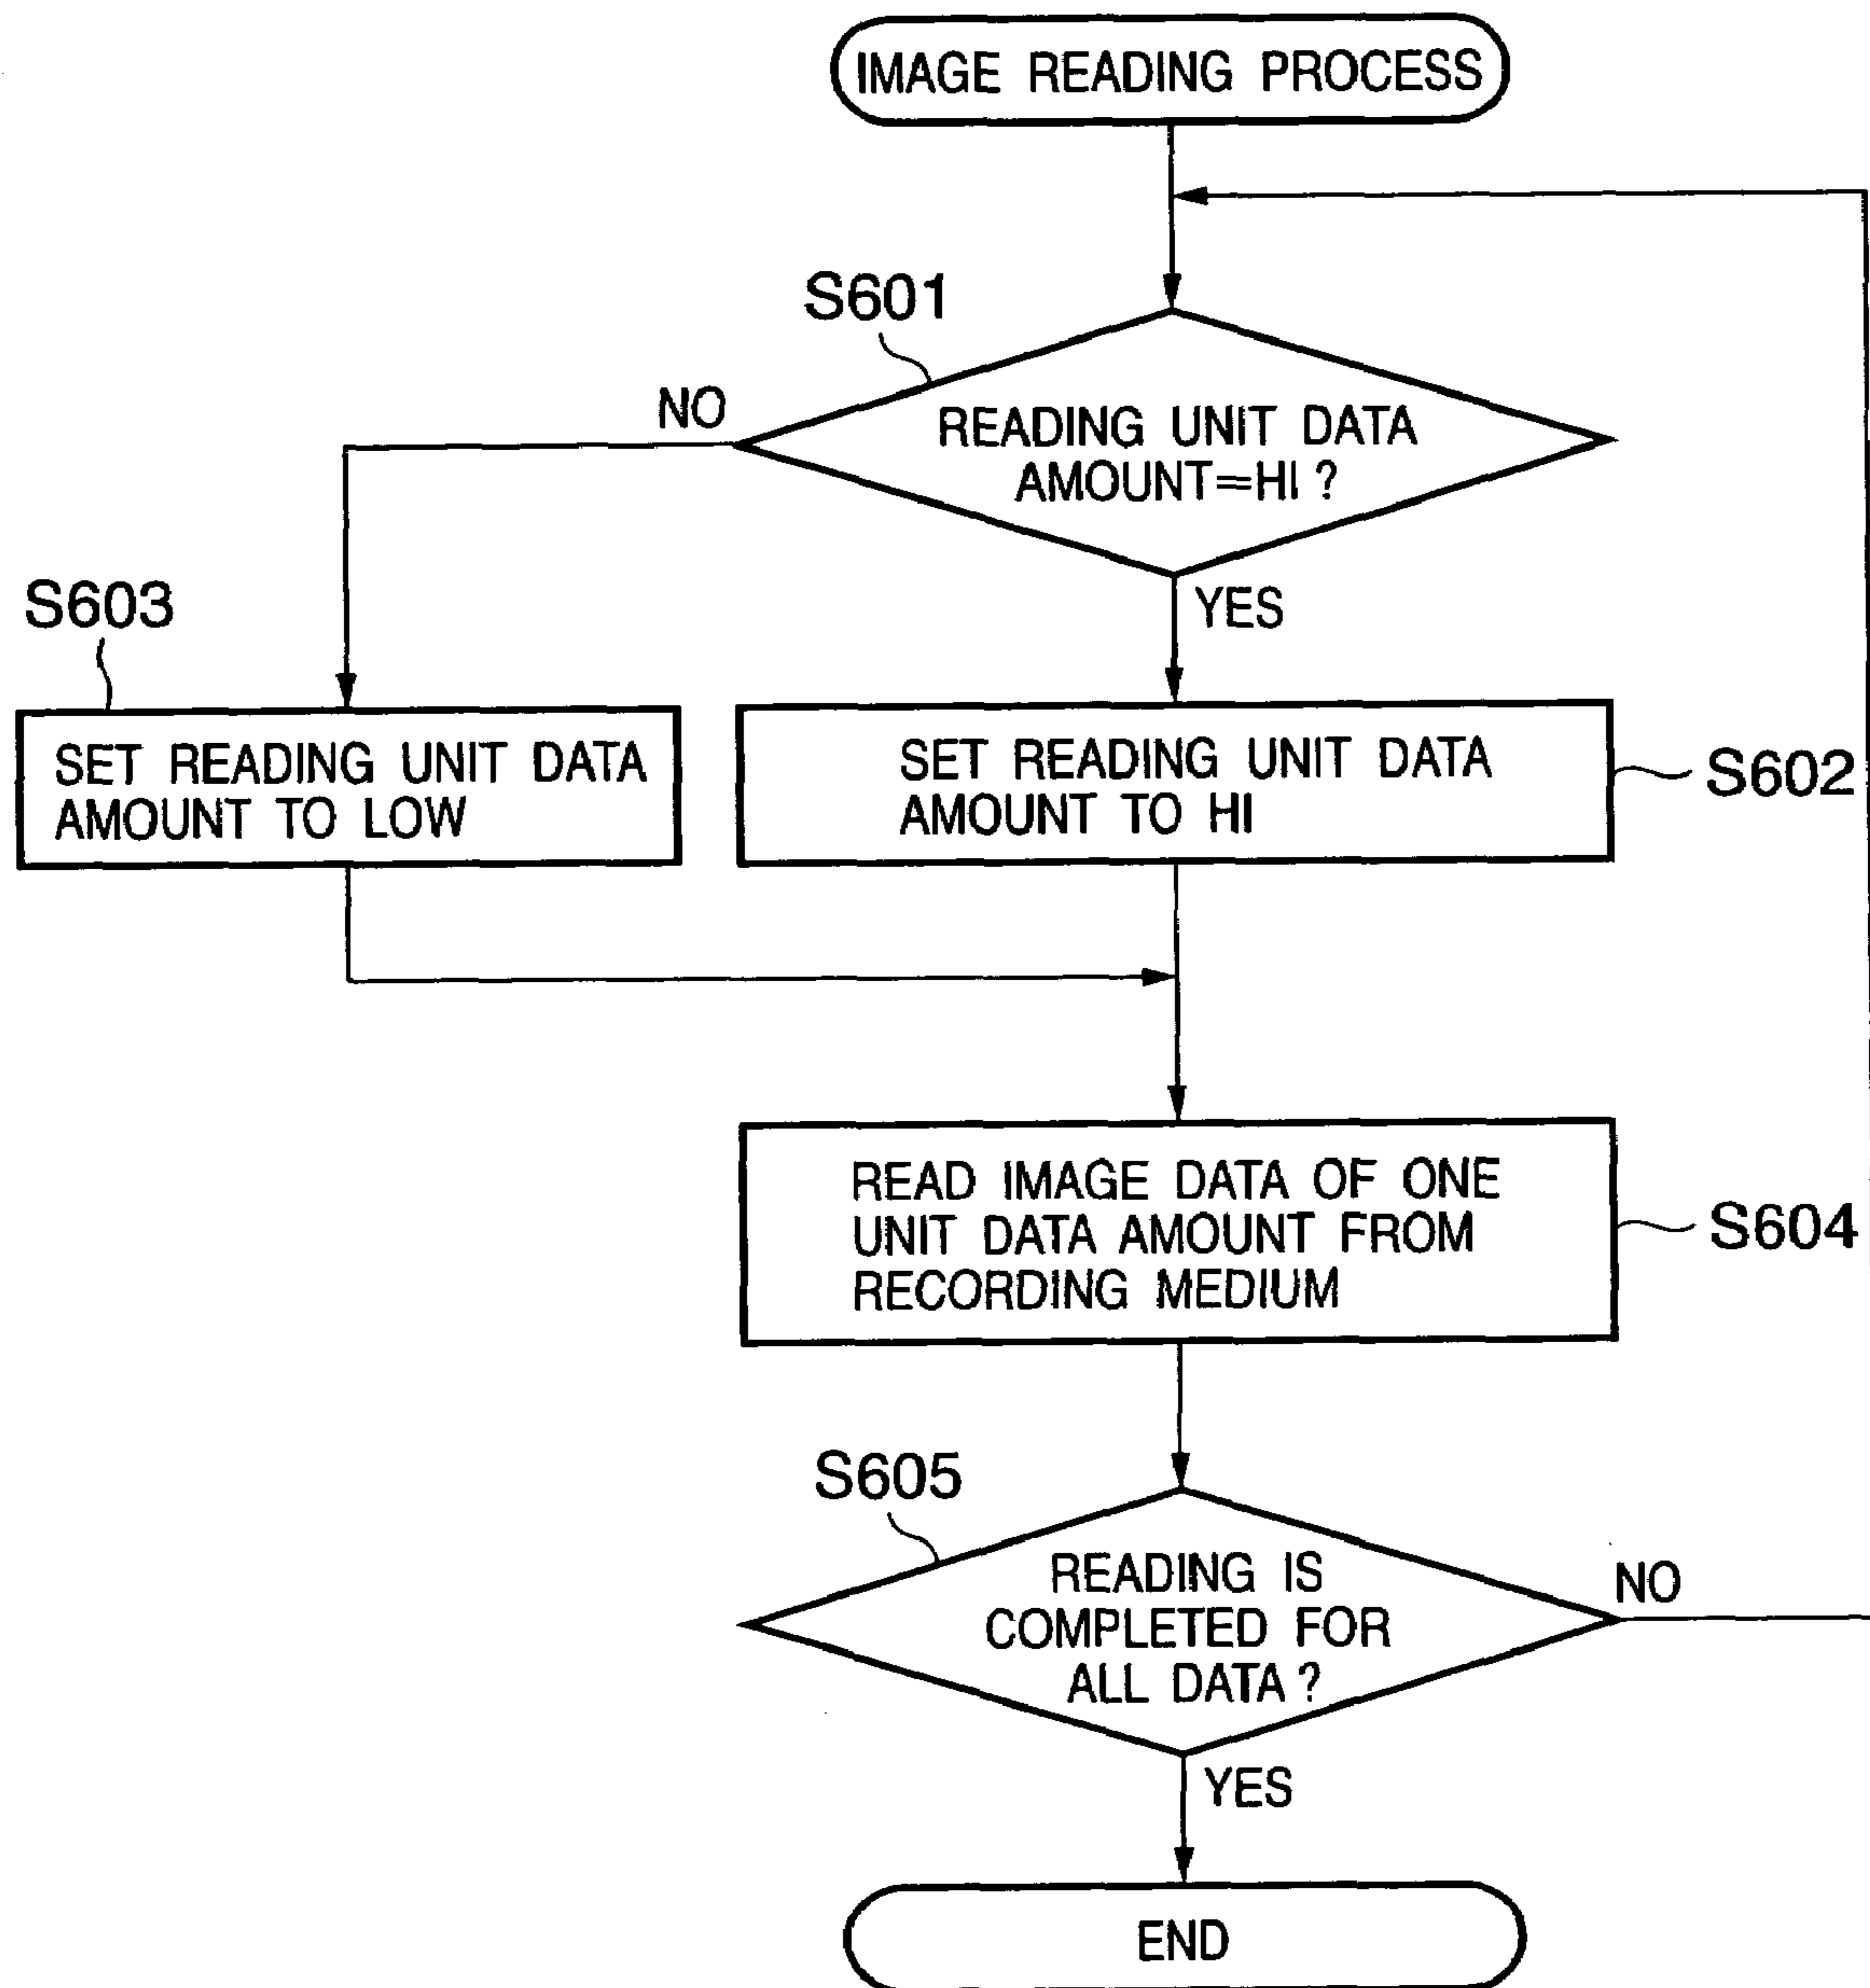 IMAGE READING PROCESS
S601
NO
READING UNIT DATA
AMOUNT=HI ?
YES
S603
SET READING UNIT DATA
AMOUNT TO LOW
SET READING UNIT DATA
AMOUNT TO HI
S602
READ IMAGE DATA OF ONE
UNIT DATA AMOUNT FROM
RECORDING MEDIUM
S604
S605
READING IS
COMPLETED FOR
ALL DATA ?
NO
YES
END